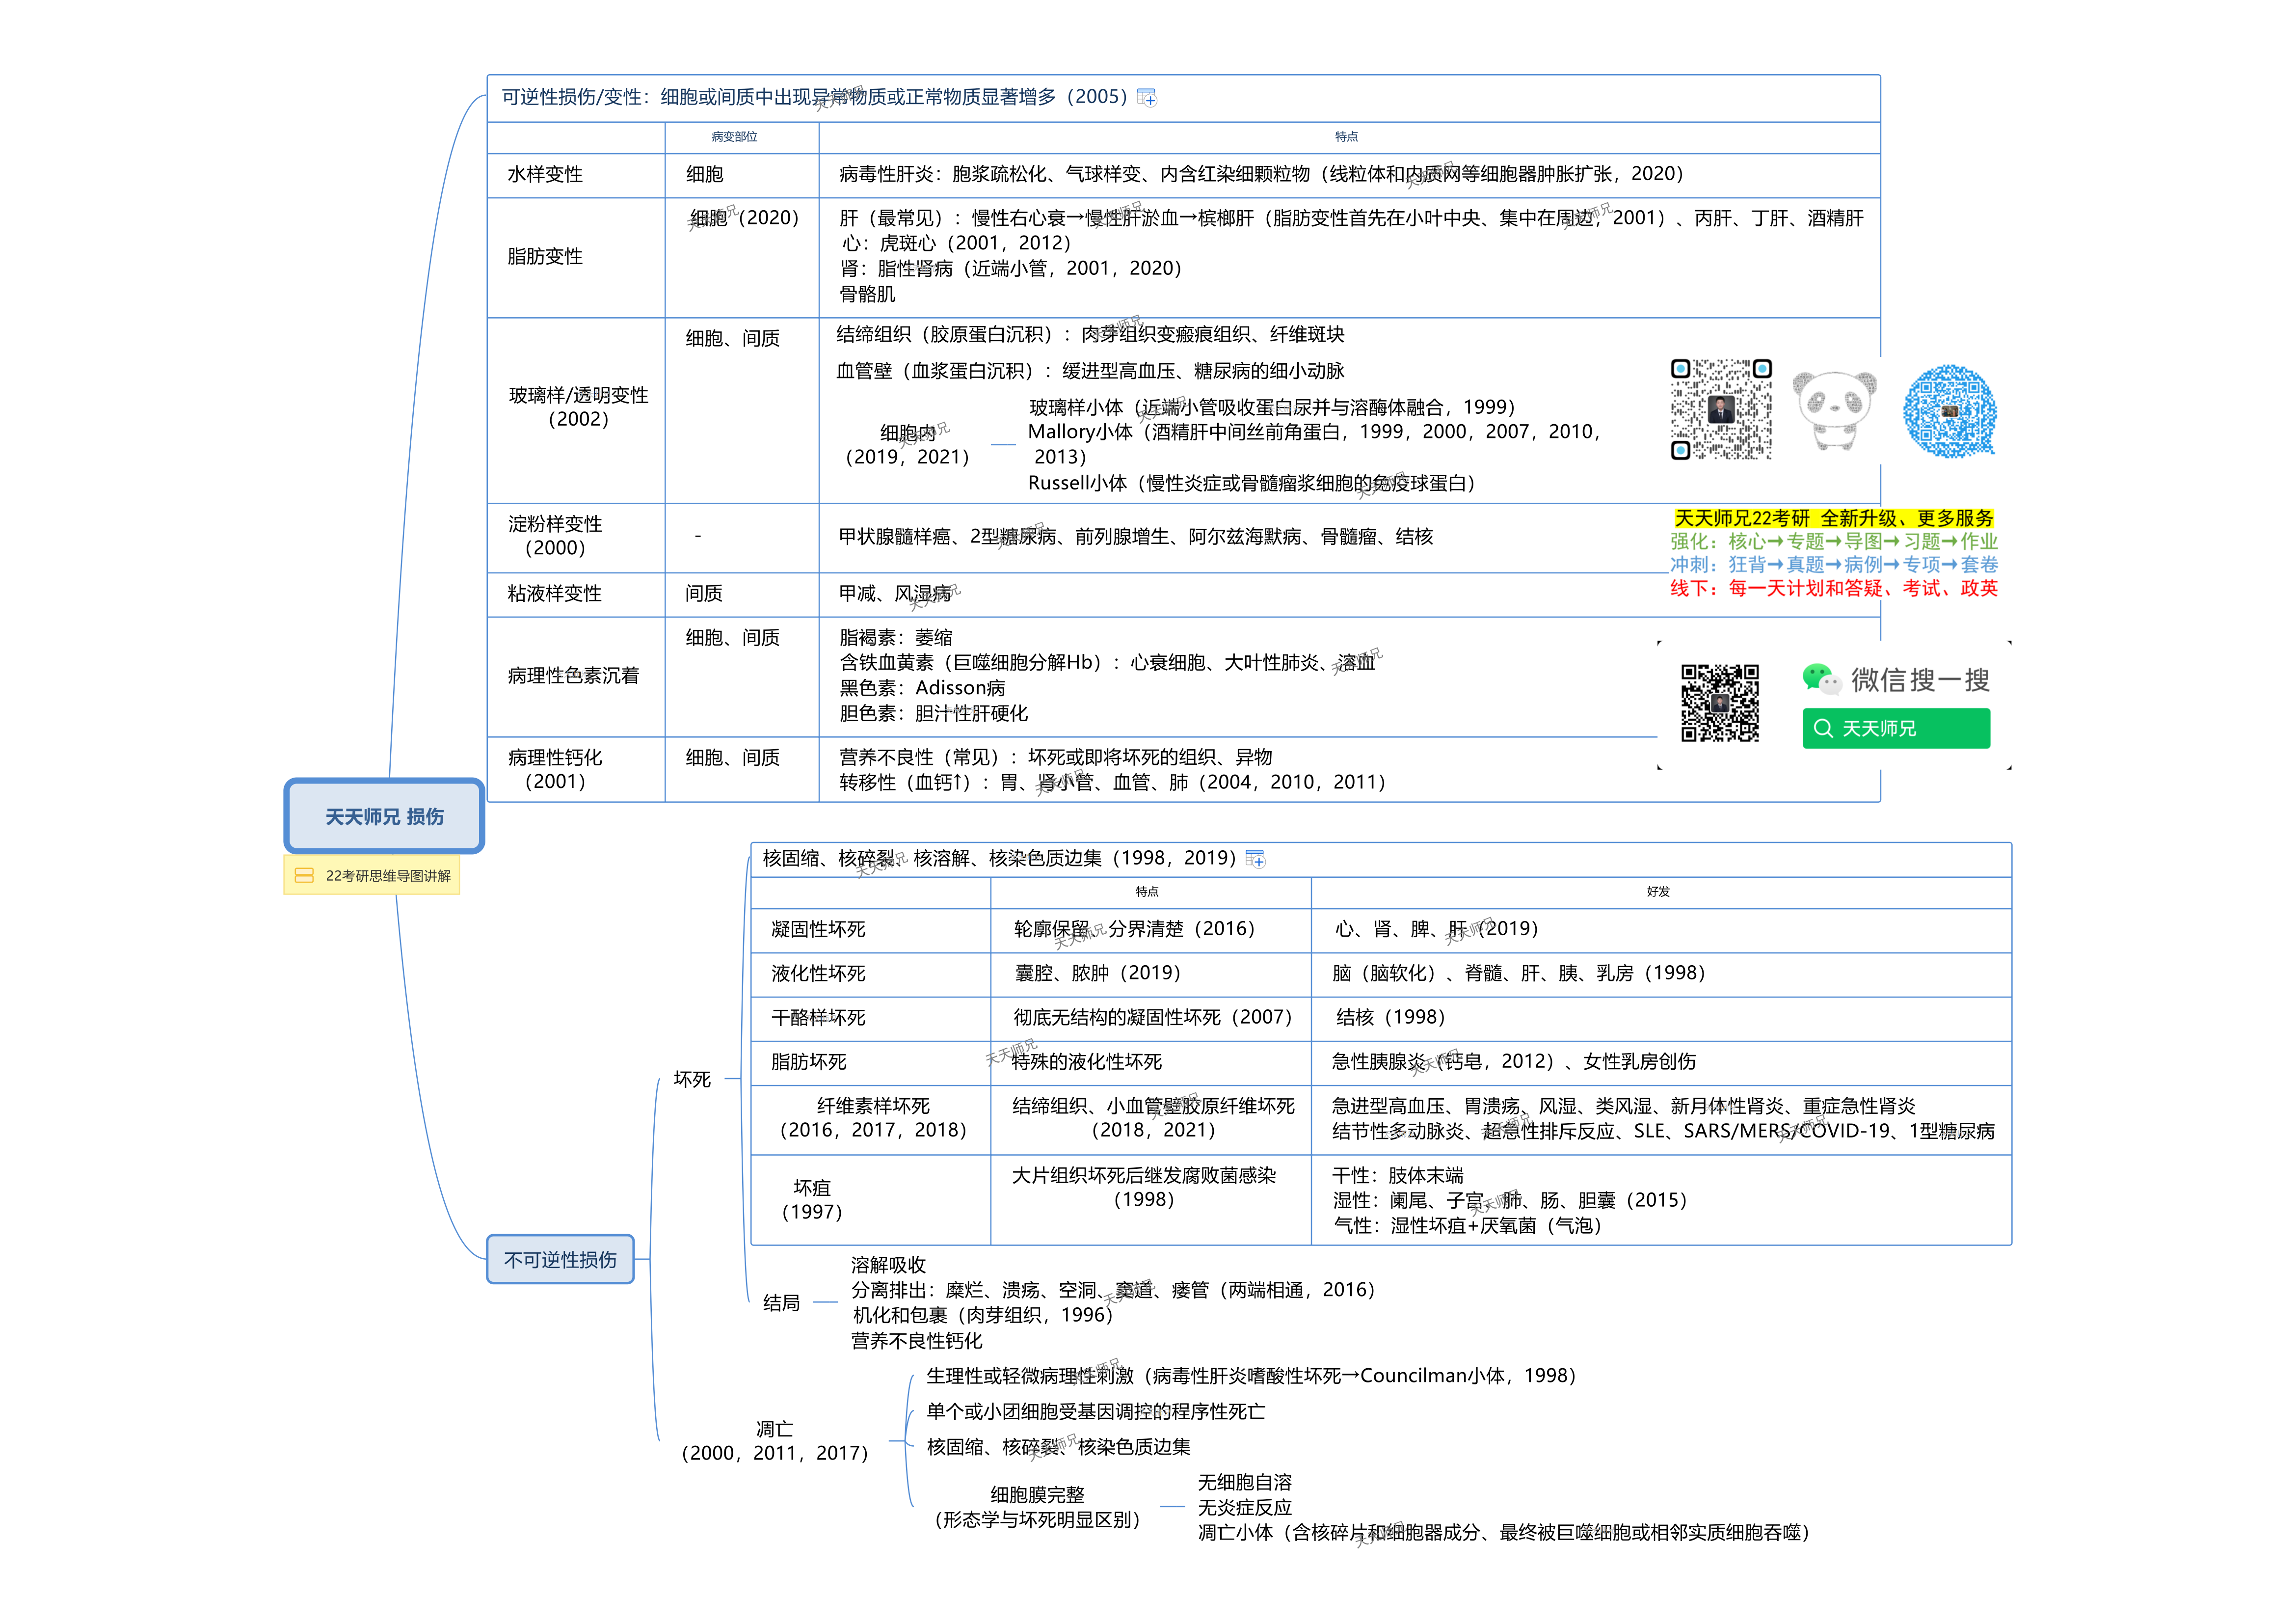 可逆性损伤/变性：细胞或间质中出现异常物质或正常物质显著增多（2005）
病变部位 特点
水样变性 细胞 病毒性肝炎：胞浆疏松化、气球样变、内含红染细颗粒物（线粒体和内质网等细胞器肿胀扩张，2020）
脂肪变性 细胞（2020）
肝（最常见）：慢性右心衰→慢性肝淤血→槟榔肝（脂肪变性首先在小叶中央、集中在周边，2001）、丙肝、丁肝、酒精肝
心：虎斑心（2001，2012）
肾：脂性肾病（近端小管，2001，2020）
骨骼肌
玻璃样/透明变性
（2002）
细胞、间质
结缔组织（胶原蛋白沉积）：肉芽组织变瘢痕组织、纤维斑块
血管壁（血浆蛋白沉积）：缓进型高血压、糖尿病的细小动脉
细胞内
（2019，2021）
玻璃样小体（近端小管吸收蛋白尿并与溶酶体融合，1999）
Mallory小体（酒精肝中间丝前角蛋白，1999，2000，2007，2010，
2013）
Russell小体（慢性炎症或骨髓瘤浆细胞的免疫球蛋白）
淀粉样变性
（2000）
-
甲状腺髓样癌、2型糖尿病、前列腺增生、阿尔兹海默病、骨髓瘤、结核
粘液样变性 间质 甲减、风湿病
病理性色素沉着 细胞、间质
脂褐素：萎缩
含铁血黄素（巨噬细胞分解Hb）：心衰细胞、大叶性肺炎、溶血
黑色素：Adisson病
胆色素：胆汁性肝硬化
病理性钙化
（2001）
细胞、间质
营养不良性（常见）：坏死或即将坏死的组织、异物
转移性（血钙↑）：胃、肾小管、血管、肺（2004，2010，2011）
天天师兄22考研 全新升级、更多服务
强化：核心→专题→导图→习题→作业
冲刺：狂背→真题→病例→专项→套卷
线下：每一天计划和答疑、考试、政英
微信搜一搜
天天师兄
天天师兄 损伤
22考研思维导图讲解
不可逆性损伤
坏死
核固缩、核碎裂、核溶解、核染色质边集（1998，2019）
特点 好发
凝固性坏死 轮廓保留、分界清楚（2016） 心、肾、脾、肝（2019）
液化性坏死 囊腔、脓肿（2019） 脑（脑软化）、脊髓、肝、胰、乳房（1998）
干酪样坏死 彻底无结构的凝固性坏死（2007） 结核（1998）
脂肪坏死 特殊的液化性坏死 急性胰腺炎（钙皂，2012）、女性乳房创伤
纤维素样坏死
（2016，2017，2018）
结缔组织、小血管壁胶原纤维坏死
（2018，2021）
急进型高血压、胃溃疡、风湿、类风湿、新月体性肾炎、重症急性肾炎
结节性多动脉炎、超急性排斥反应、SLE、SARS/MERS/COVID-19、1型糖尿病
坏疽
（1997）
大片组织坏死后继发腐败菌感染
（1998）
干性：肢体末端
湿性：阑尾、子宫、肺、肠、胆囊（2015）
气性：湿性坏疽+厌氧菌（气泡）
结局
溶解吸收
分离排出：糜烂、溃疡、空洞、窦道、瘘管（两端相通，2016）
机化和包裹（肉芽组织，1996）
营养不良性钙化
凋亡
（2000，2011，2017）
生理性或轻微病理性刺激（病毒性肝炎嗜酸性坏死→Councilman小体，1998）
单个或小团细胞受基因调控的程序性死亡
核固缩、核碎裂、核染色质边集
细胞膜完整
（形态学与坏死明显区别）
无细胞自溶
无炎症反应
凋亡小体（含核碎片和细胞器成分、最终被巨噬细胞或相邻实质细胞吞噬）